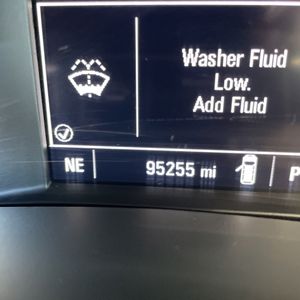 Washer Fluid
Low.
Add Fluid
NE 95255 mi P